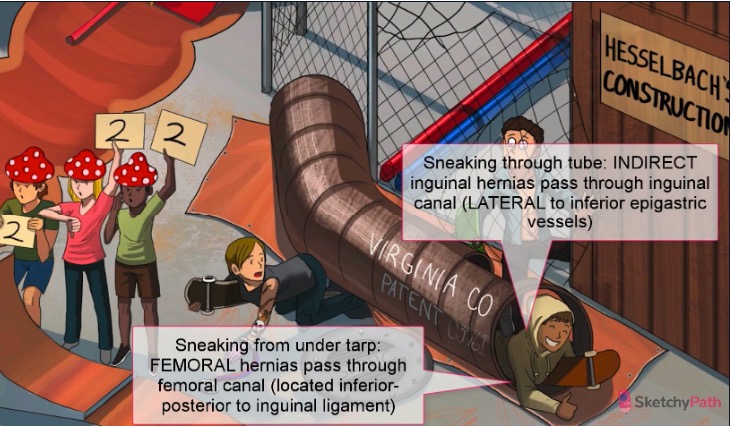 HESSELBACH'S
CONSTRUCTION
2
2
2
Sneaking through tube: INDIRECT
inguinal hernias pass through inguinal
canal (LATERAL to inferior epigastric
vessels)
VIRGINIA CO
PATENT
Sneaking from under tarp:
FEMORAL hernias pass through
femoral canal (located inferior-
posterior to inguinal ligament)
SketchyPath